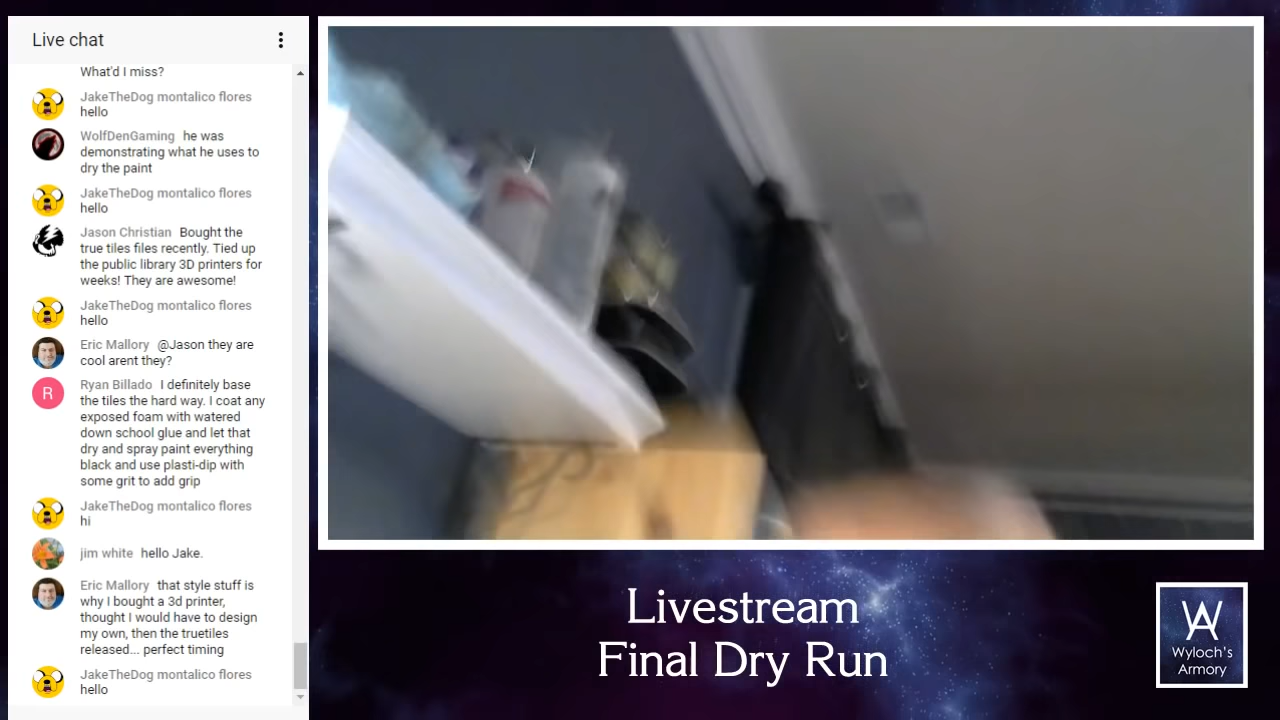 Live chat
What'd I miss?
JakeTheDog montalico flores
hello
WolfDenGaming he was
demonstrating what he uses to
dry the paint
JakeTheDog montalico flores
hello
Jason Christian Bought the
true tiles files recently. Tied up
the public library 3D printers for
weeks! They are awesome!
JakeTheDog montalico flores
hello
Eric Mallory @Jason they are
cool arent they?
R
Ryan Billado I definitely base
the tiles the hard way. I coat any
exposed foam with watered
down school glue and let that
dry and spray paint everything
black and use plasti-dip with
some grit to add grip
JakeTheDog montalico flores
hi
jim white hello Jake.
Eric Mallory that style stuff is
why I bought a 3d printer,
thought I would have to design
my own, then the truetiles
released... perfect timing
JakeTheDog montalico flores
hello
Livestream
Final Dry Run
WA
Wyloch's
Armory